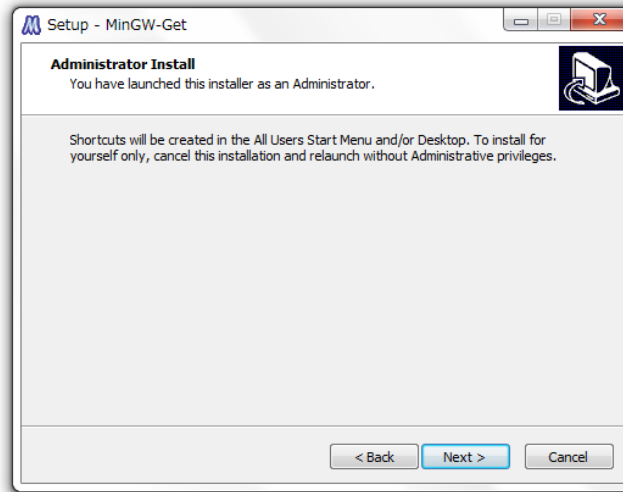 Setup - MinGW-Get
Administrator Install
You have launched this installer as an Administrator.
Shortcuts will be created in the All Users Start Menu and/or Desktop. To install for
yourself only, cancel this installation and relaunch without Administrative privileges.
< Back Next > Cancel